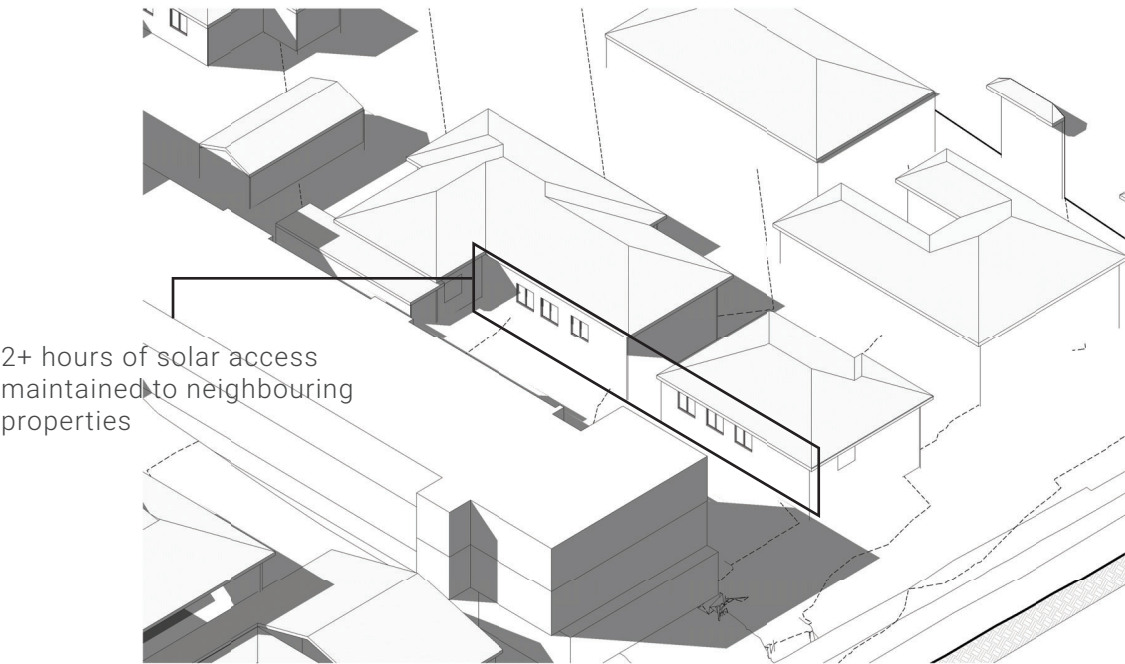 2+ hours of solar access
maintained to neighbouring
properties